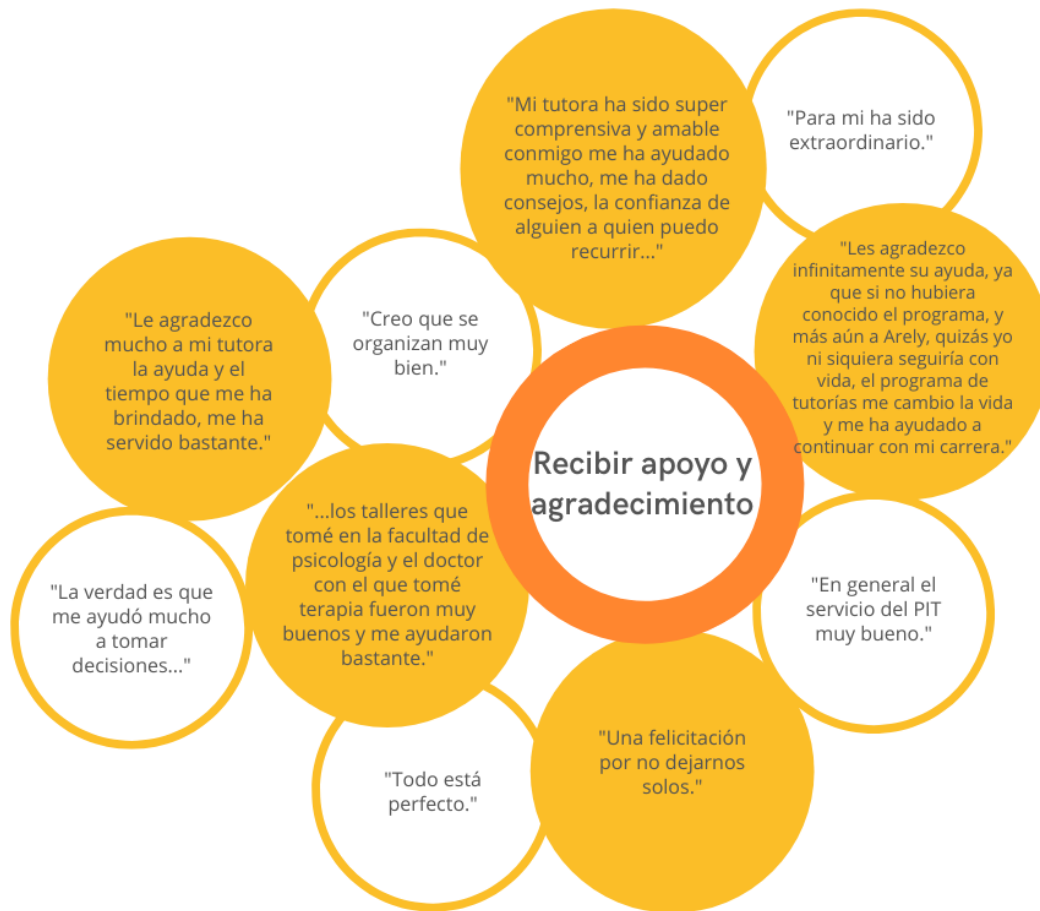 "Mi tutora ha sido super
comprensiva y amable
conmigo me ha ayudado
mucho, me ha dado
consejos, la confianza de
alguien a quien puedo
recurrir..."
"Para mi ha sido
extraordinario."
"Les agradezco
infinitamente su ayuda, ya
que si no hubiera
conocido el programa, y
más aún a Arely, quizás yo
ni siquiera seguiría con
vida, el programa de
tutorías me cambio la vida
y me ha ayudado a
continuar con mi carrera."
"Le agradezco
mucho a mi tutora
la ayuda y el
tiempo que me ha
brindado, me ha
servido bastante."
"Creo que se
organizan muy
bien."
Recibir apoyo y
agradecimiento
"...los talleres que
tomé en la facultad de
psicología y el doctor
con el que tomé
terapia fueron muy
buenos y me ayudaron
bastante."
"La verdad es que
me ayudó mucho
a tomar
decisiones..."
"En general el
servicio del PIT
muy bueno."
"Todo está
perfecto."
"Una felicitación
por no dejarnos
solos."